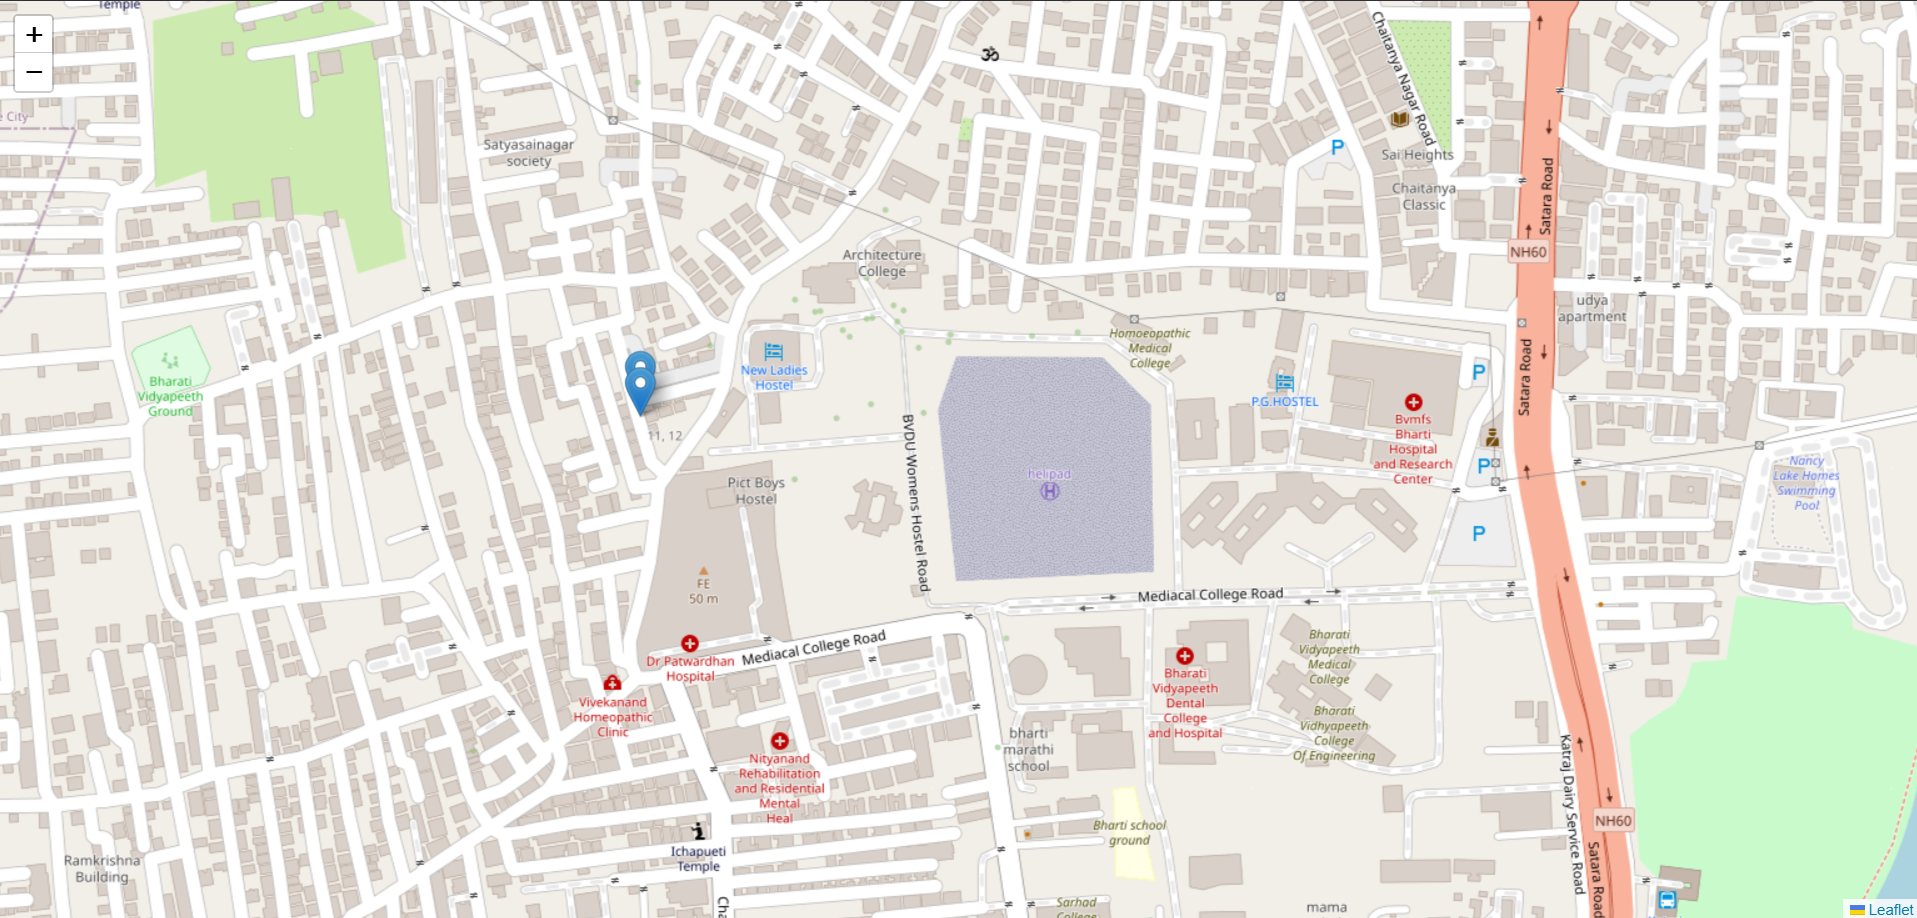 Temple
+
−
e City
Satyasainagar
society
ॐ
Chaitanya Nagar Road
P
Sai Heights
Chaitanya
Classic
Satara Road
NH60
Architecture
College
udya
apartment
Homoeopathic
Medical
College
New Ladies
Hostel
Bharati
Vidyapeeth
Ground
P.G.HOSTEL
P
Satara Road
Bvmfs
Bharti
Hospital
and Research
Center
P
11, 12
BVDU Womens Hostel Road
helipad
H
Nancy
Lake Homes
Swimming
Pool
Pict Boys
Hostel
P
FE
50 m
Mediacal College Road
Mediacal College Road
Dr Patwardhan
Hospital
Vivekanand
Homeopathic
Clinic
Bharati
Vidyapeeth
Medical
College
Bharati
Vidyapeeth
Dental
College
and Hospital
Bharati
Vidhyapeeth
College
Of Engineering
bharti
marathi
school
Nityanand
Rehabilitation
and Residential
Mental
Heal
Katraj Dairy Service Road
NH60
Satara Road
Bharti school
ground
i
Ichapueti
Temple
Ramkrishna
Building
Cha
Sarhad
College
mama
Leaflet